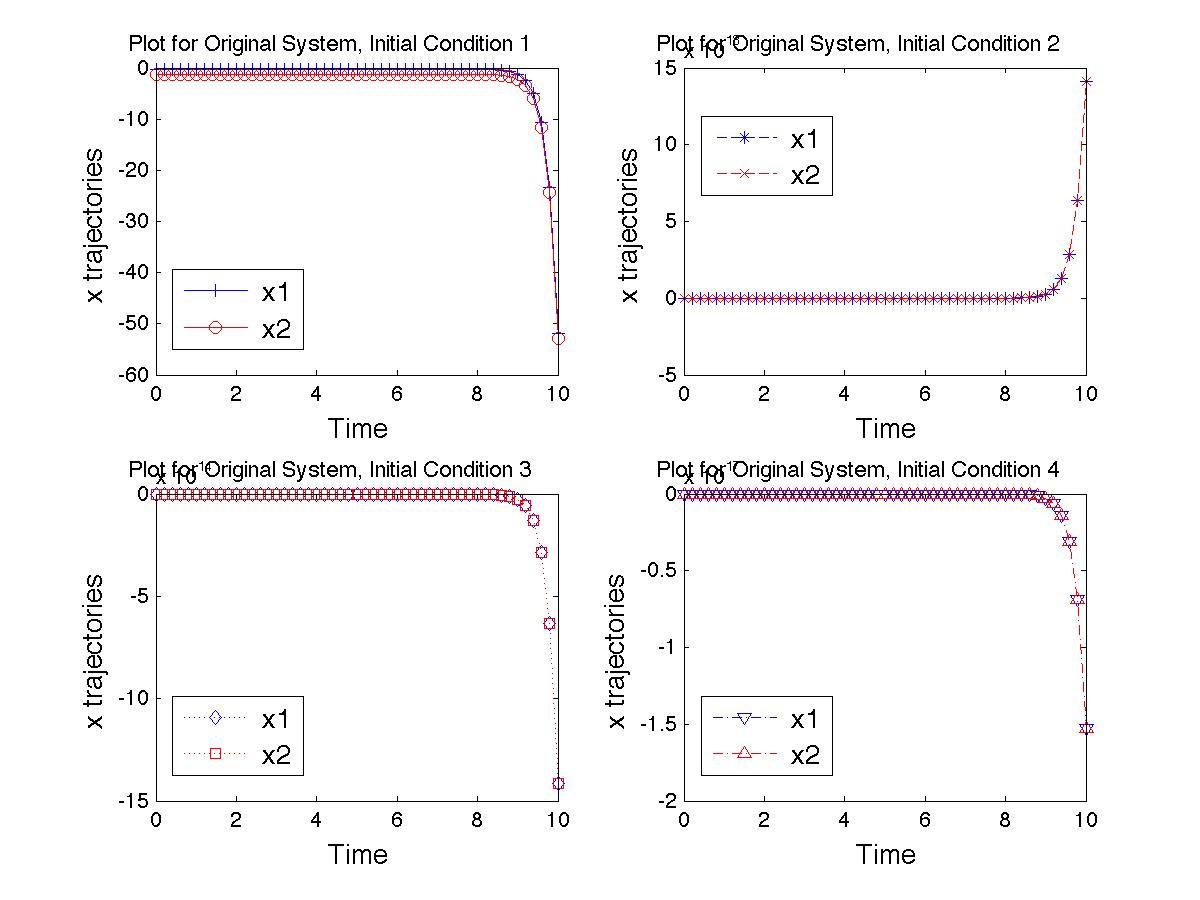 Plot for Original System, Initial Condition 1
0
-10
-20
-30
-40
-50
-60
0 2 4 6 8 10
x trajectories
Time
x1
x2
Plot for Original System, Initial Condition 2
x 10
15
10
5
0
-5
0 2 4 6 8 10
x trajectories
Time
x1
x2
Plot for Original System, Initial Condition 3
x 10
0
-5
-10
-15
0 2 4 6 8 10
x trajectories
Time
x1
x2
Plot for Original System, Initial Condition 4
x 10
0
-0.5
-1
-1.5
-2
0 2 4 6 8 10
x trajectories
Time
x1
x2